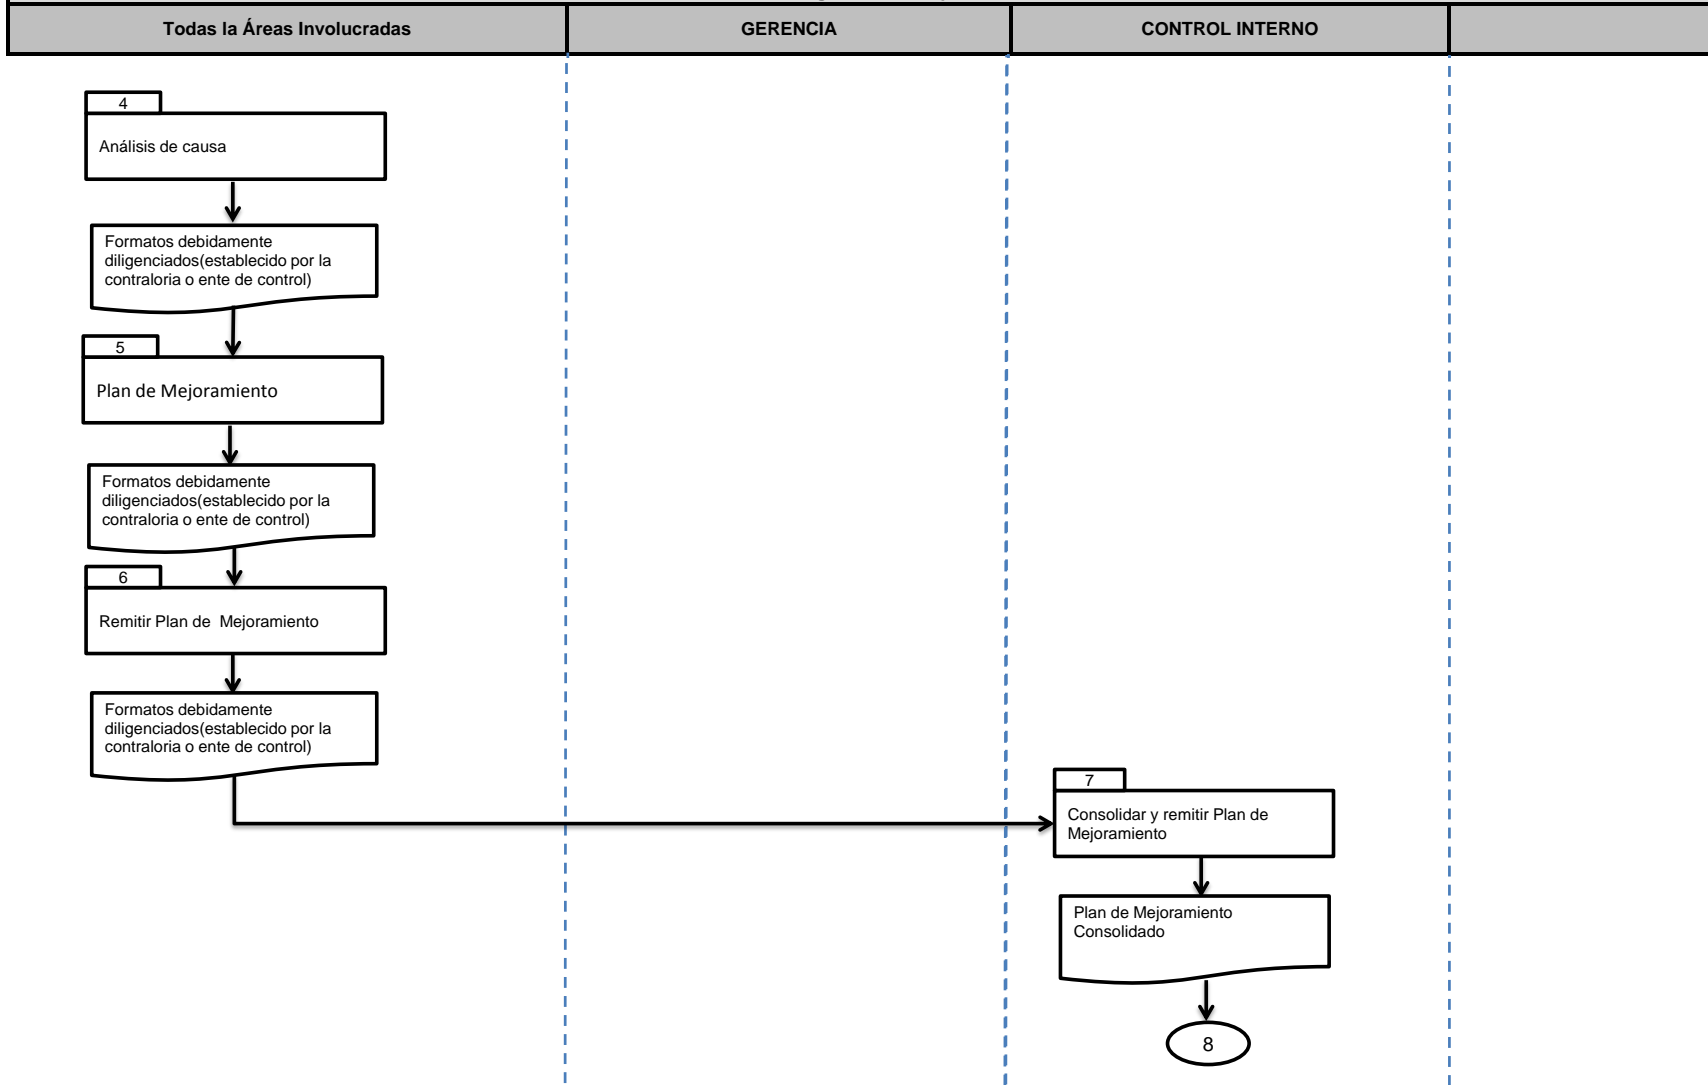 Todas la Áreas Involucradas
GERENCIA
CONTROL INTERNO
4
Análisis de causa
Formatos debidamente
diligenciados(establecido por la
contraloria o ente de control)
5
Plan de Mejoramiento
Formatos debidamente
diligenciados(establecido por la
contraloria o ente de control)
6
Remitir Plan de  Mejoramiento
Formatos debidamente
diligenciados(establecido por la
contraloria o ente de control)
7
Consolidar y remitir Plan de
Mejoramiento
Plan de Mejoramiento
Consolidado
8